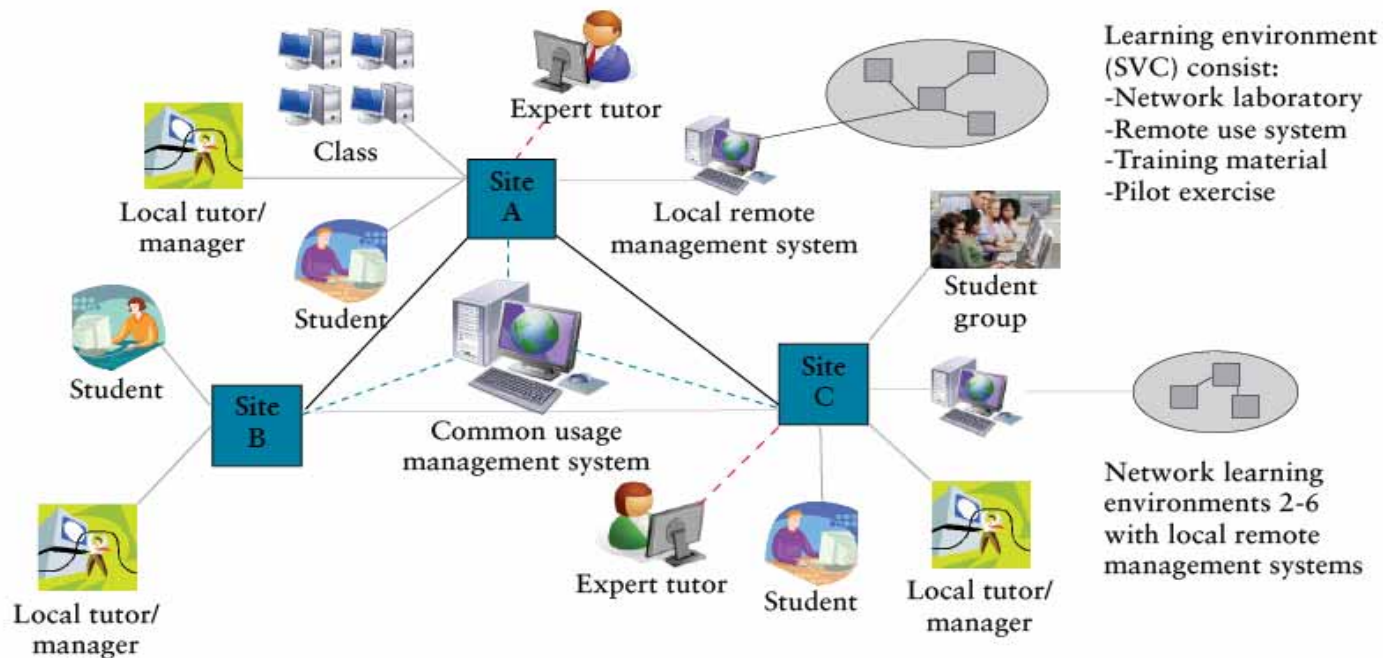 Class
Expert tutor
Learning environment
(SVC) consist:
-Network laboratory
-Remote use system
-Training material
-Pilot exercise
Local tutor/
manager
Site
A
Local remote
management system
Student
Student
group
Student
Site
B
Common usage
management system
Site
C
Network learning
environments 2-6
with local remote
management systems
Local tutor/
manager
Expert tutor
Student
Local tutor/
manager